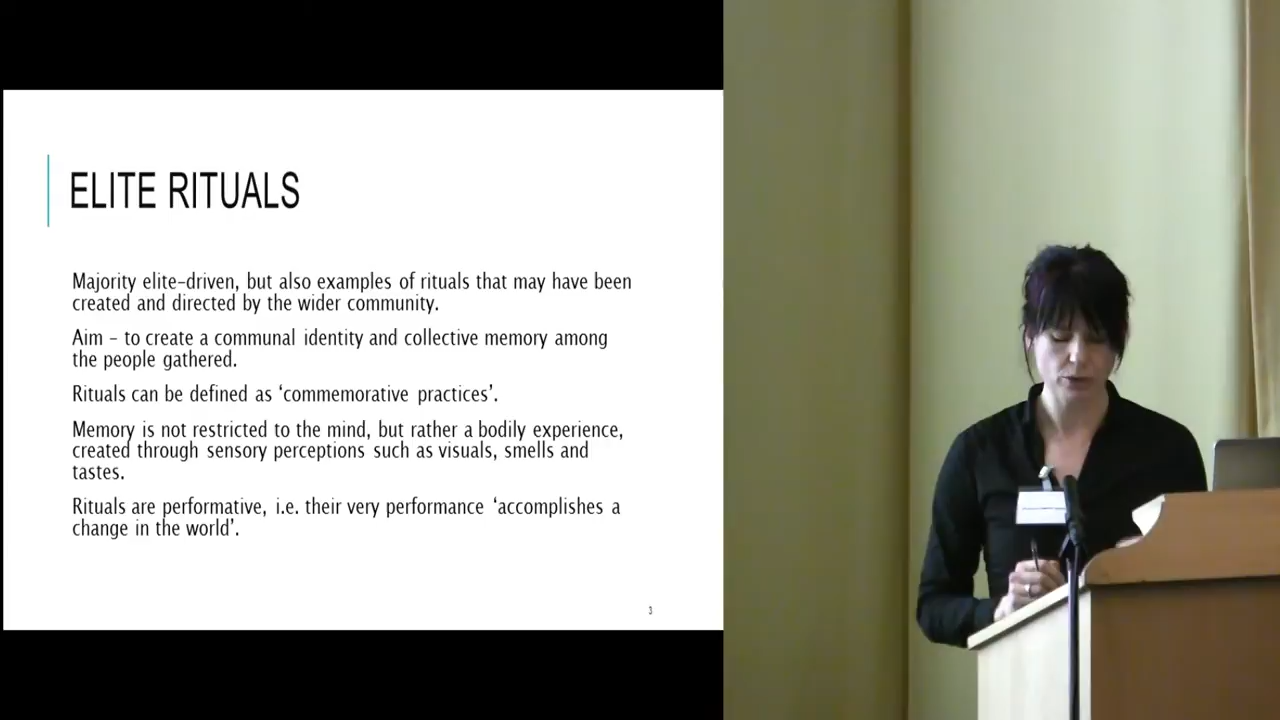 ELITE RITUALS
Majority elite-driven, but also examples of rituals that may have been
created and directed by the wider community.
Aim – to create a communal identity and collective memory among
the people gathered.
Rituals can be defined as ‘commemorative practices’.
Memory is not restricted to the mind, but rather a bodily experience,
created through sensory perceptions such as visuals, smells and
tastes.
Rituals are performative, i.e. their very performance ‘accomplishes a
change in the world’.
3